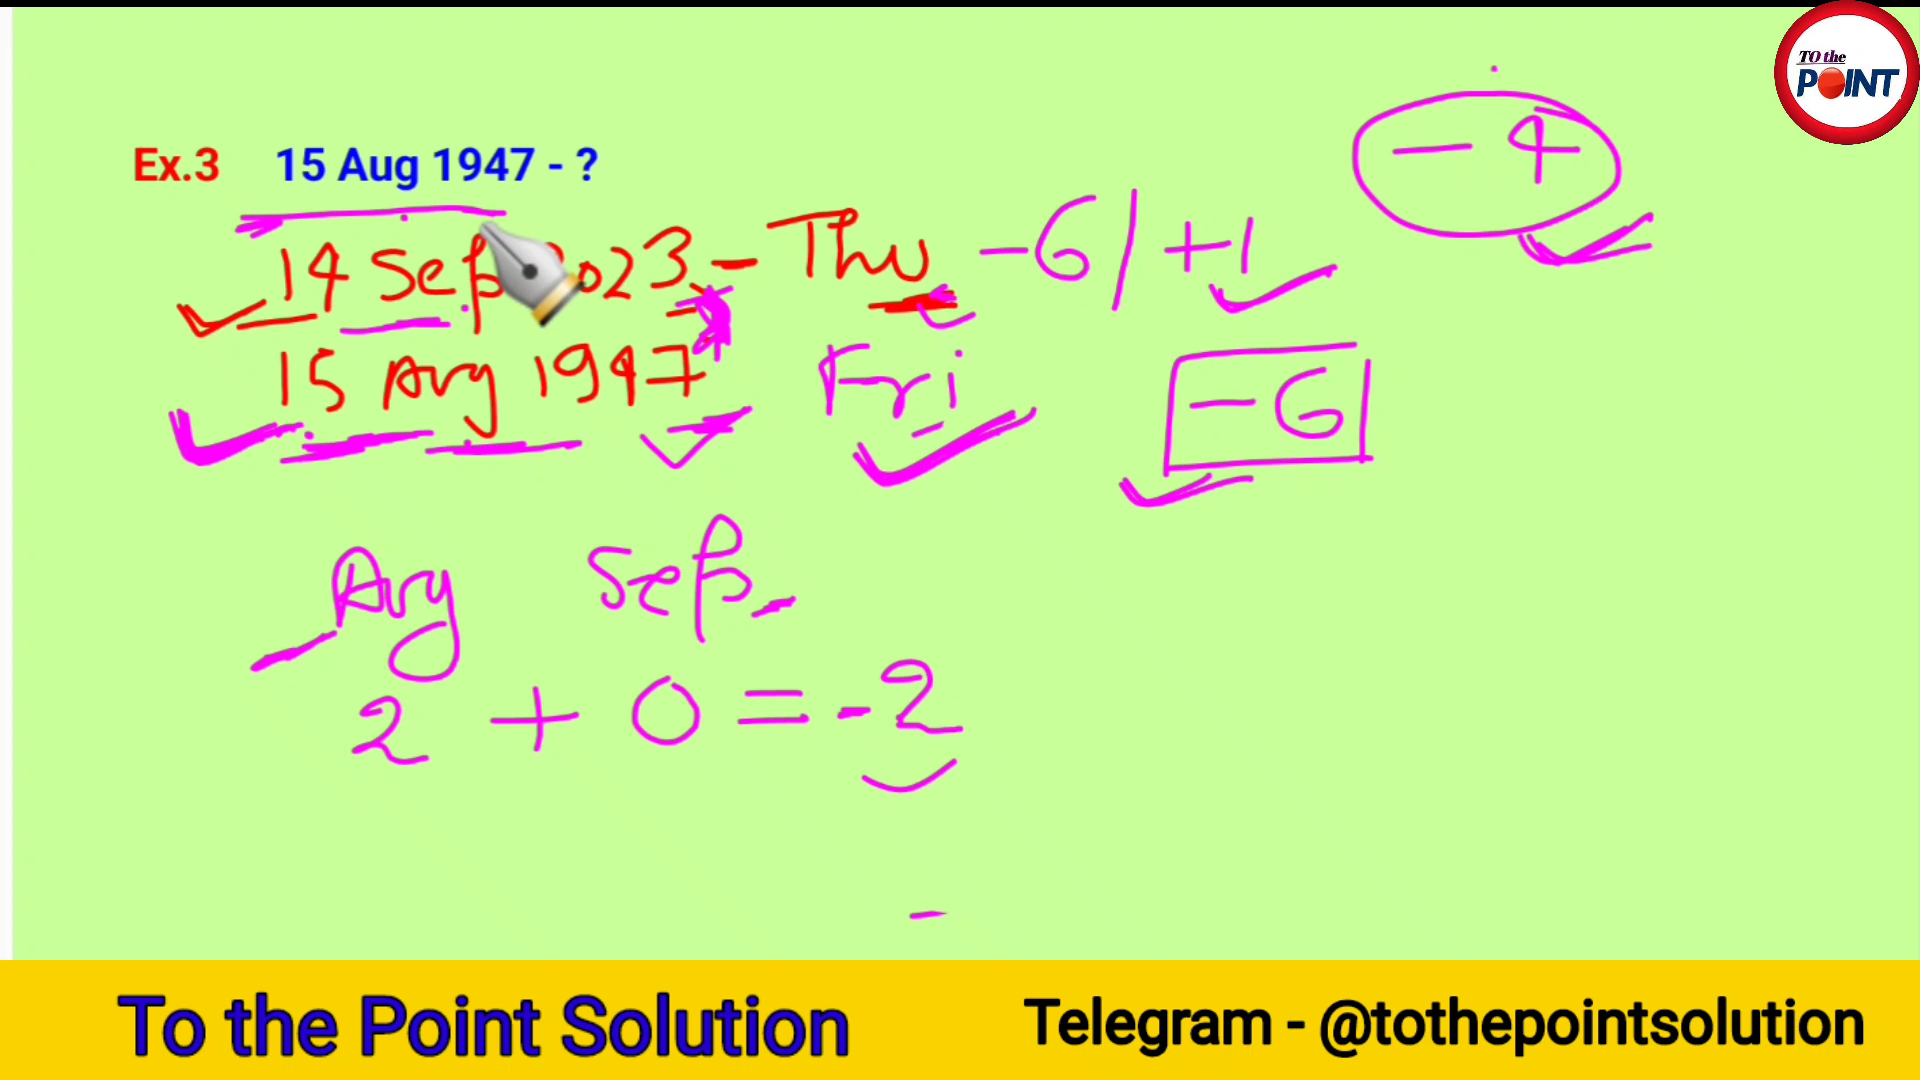 TO the
POINT
- 4
Ex.3 15 Aug 1947 - ?
14 Sep 2023 - Thu -6/ +1
15 Aug 1947 Fri -6
Aug Sep -
2 + 0 = -2
-
To the Point Solution Telegram - @tothepointsolution